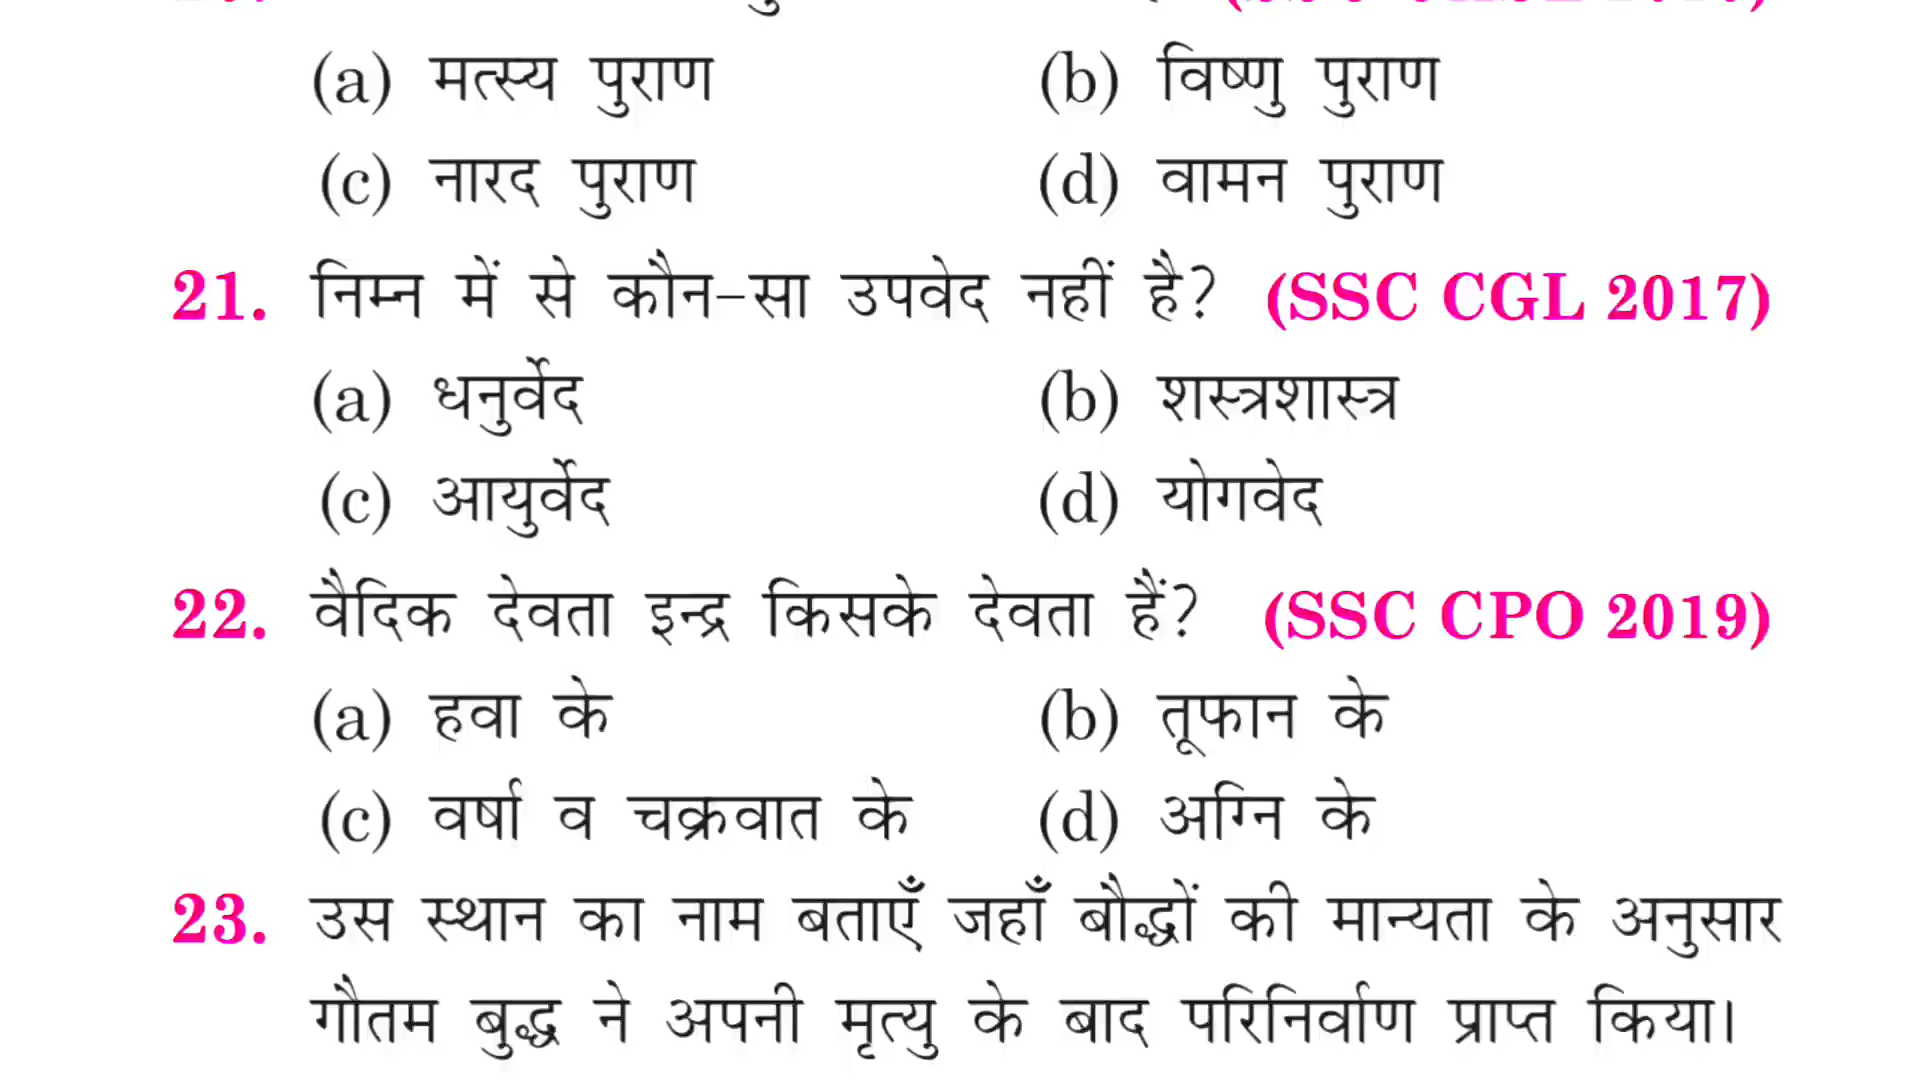 (a) मत्स्य पुराण (b) विष्णु पुराण
(c) नारद पुराण (d) वामन पुराण
21. निम्न में से कौन-सा उपवेद नहीं है? (SSC CGL 2017)
(a) धनुर्वेद (b) शस्त्रशास्त्र
(c) आयुर्वेद (d) योगवेद
22. वैदिक देवता इन्द्र किसके देवता हैं? (SSC CPO 2019)
(a) हवा के (b) तूफान के
(c) वर्षा व चक्रवात के (d) अग्नि के
23. उस स्थान का नाम बताएँ जहाँ बौद्धों की मान्यता के अनुसार
गौतम बुद्ध ने अपनी मृत्यु के बाद परिनिर्वाण प्राप्त किया।